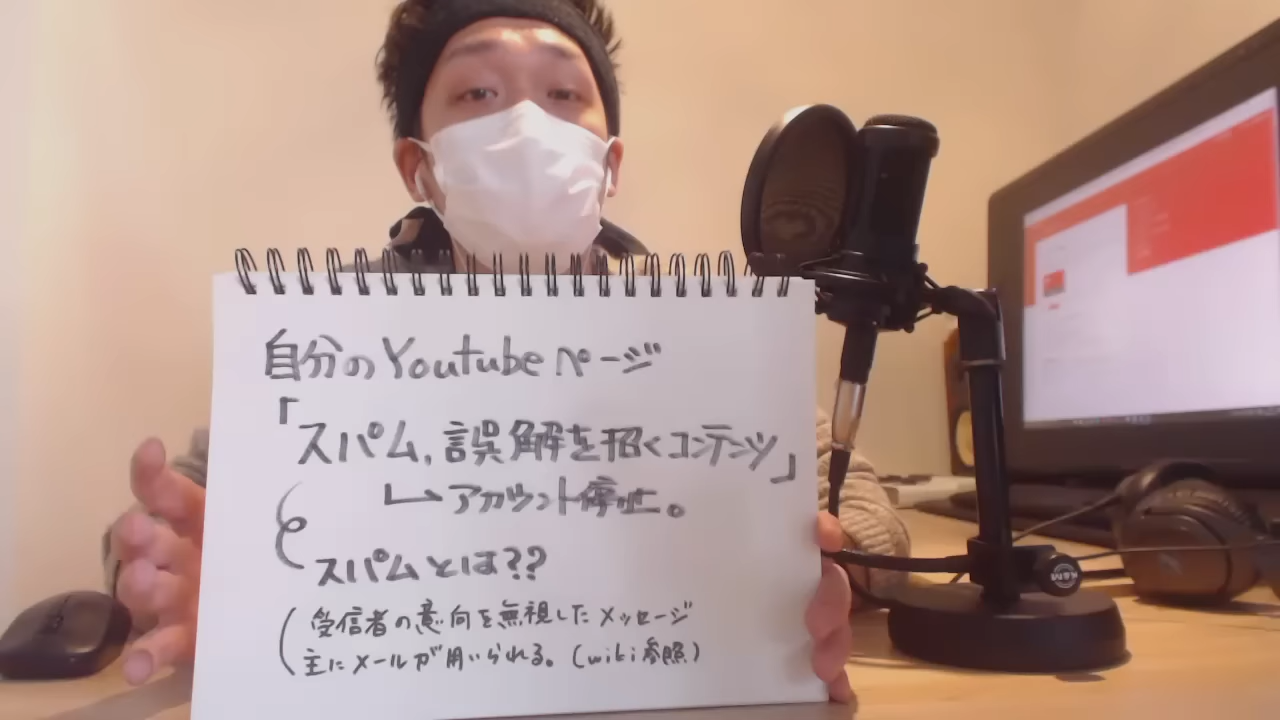 自分のYoutubeページ
「スパム,誤解を招くコンテンツ」
↳アカウント停止。
スパムとは??
(受信者の意向を無視したメッセージ
主にメールが用いられる。(wiki参照)
K&M